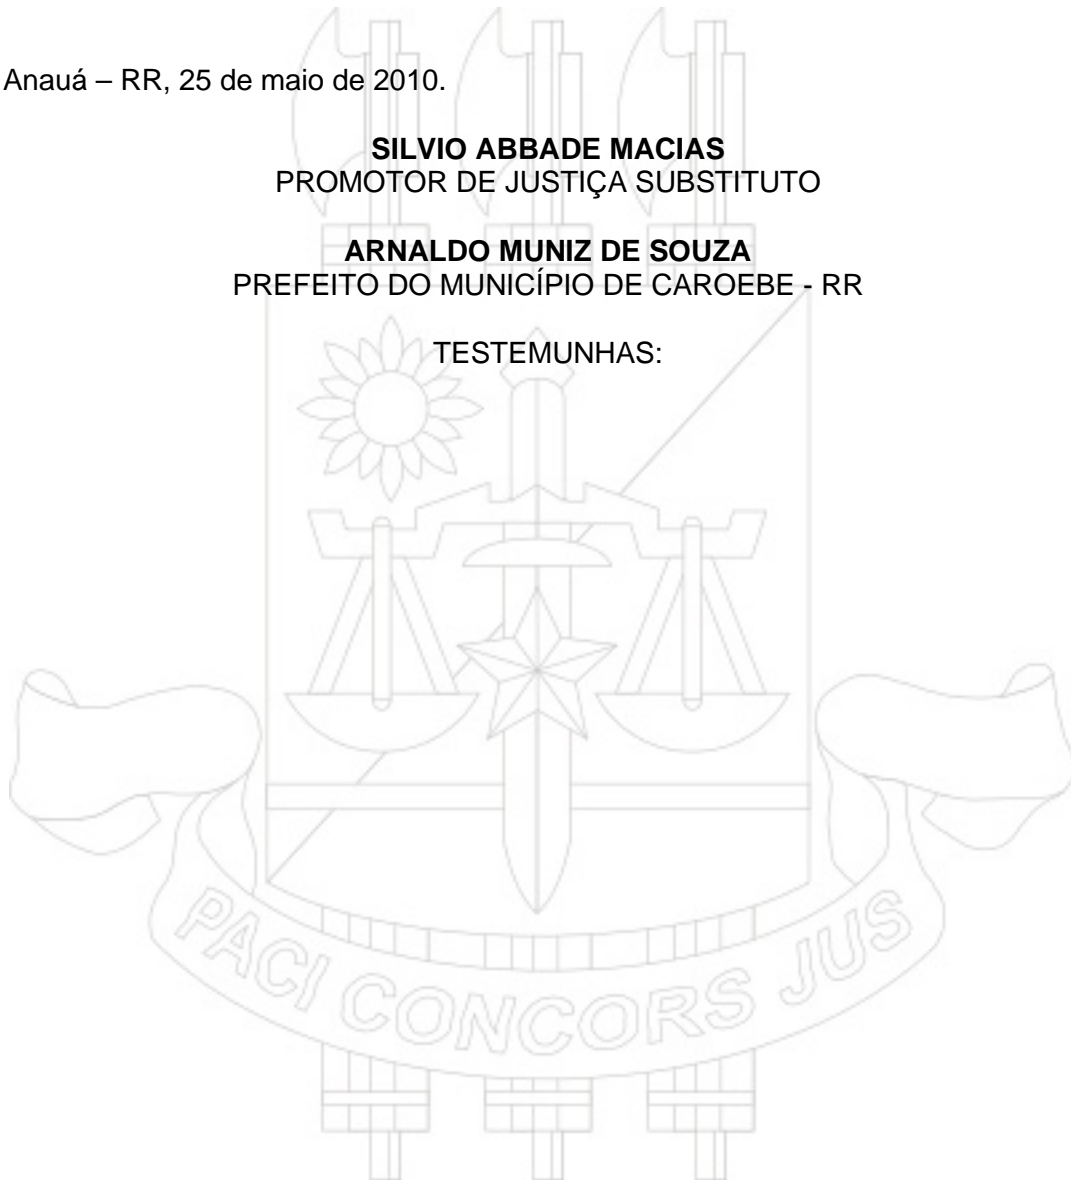 Anauá – RR, 25 de maio de 2010.
SILVIO ABBADE MACIAS
PROMOTOR DE JUSTIÇA SUBSTITUTO
ARNALDO MUNIZ DE SOUZA
PREFEITO DO MUNICÍPIO DE CAROEBE - RR
TESTEMUNHAS:
PACI CONCORS JUS